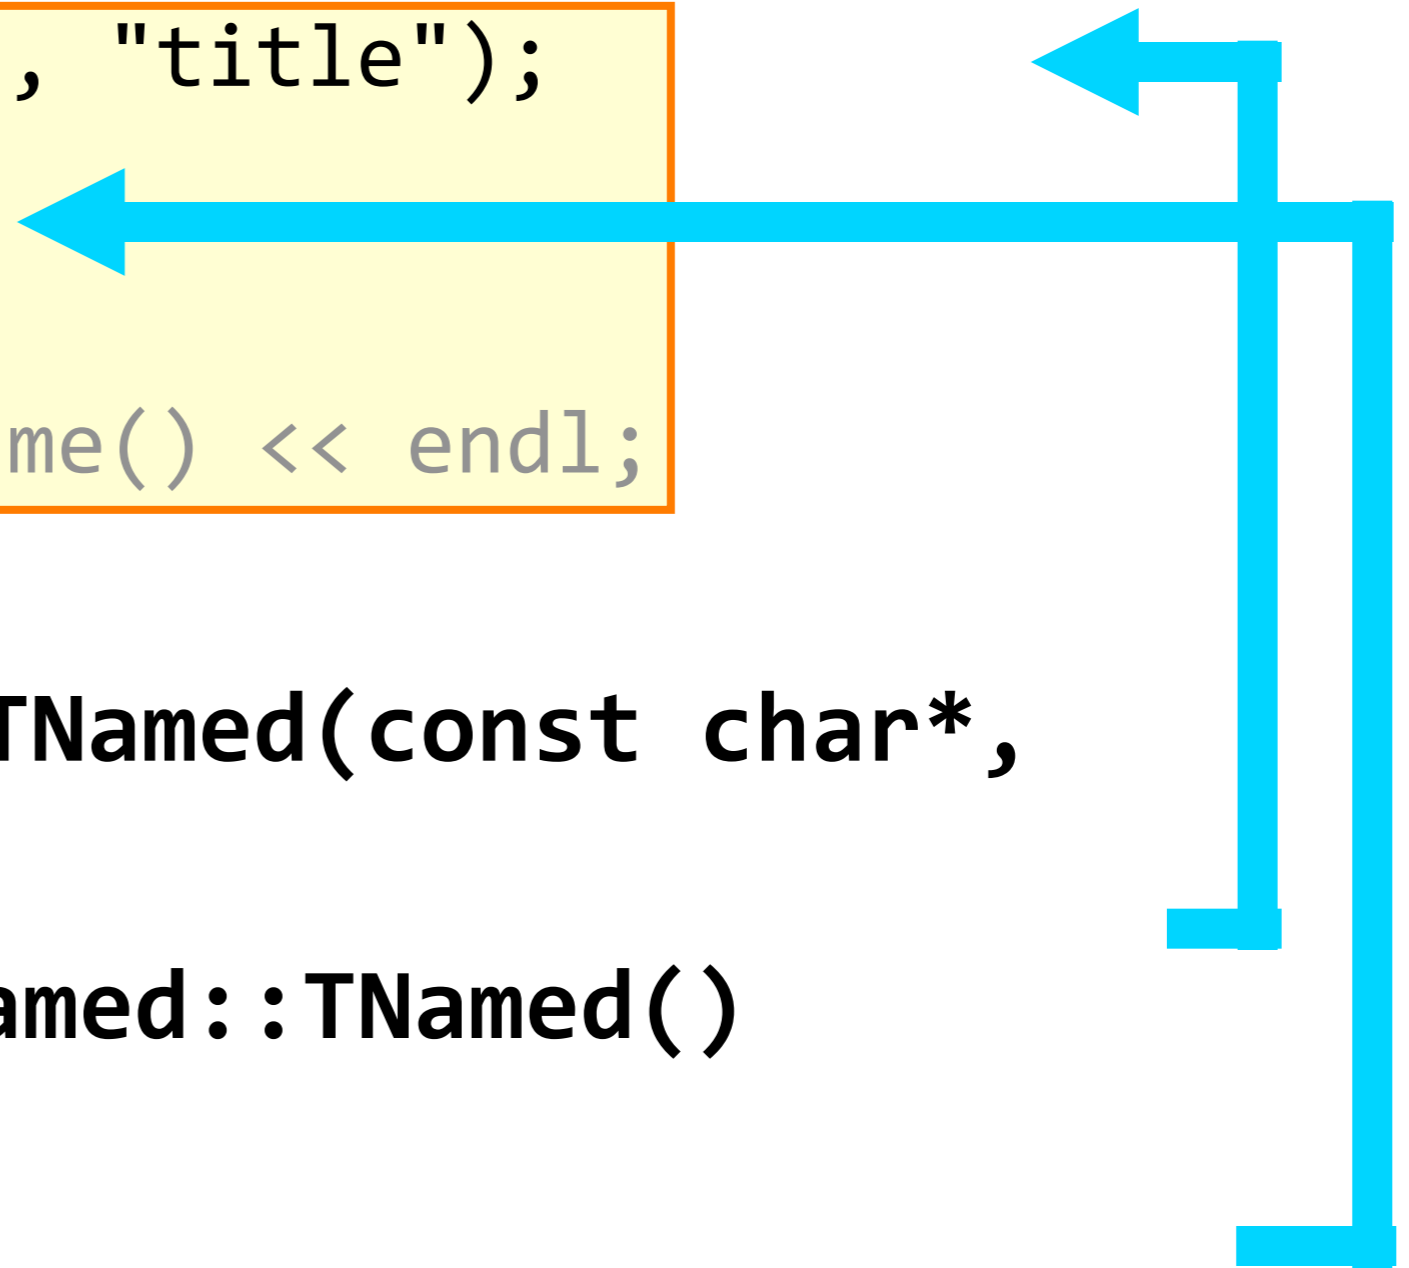 , "title");
me() << endl;
TNamed(const char*,
amed::TNamed()